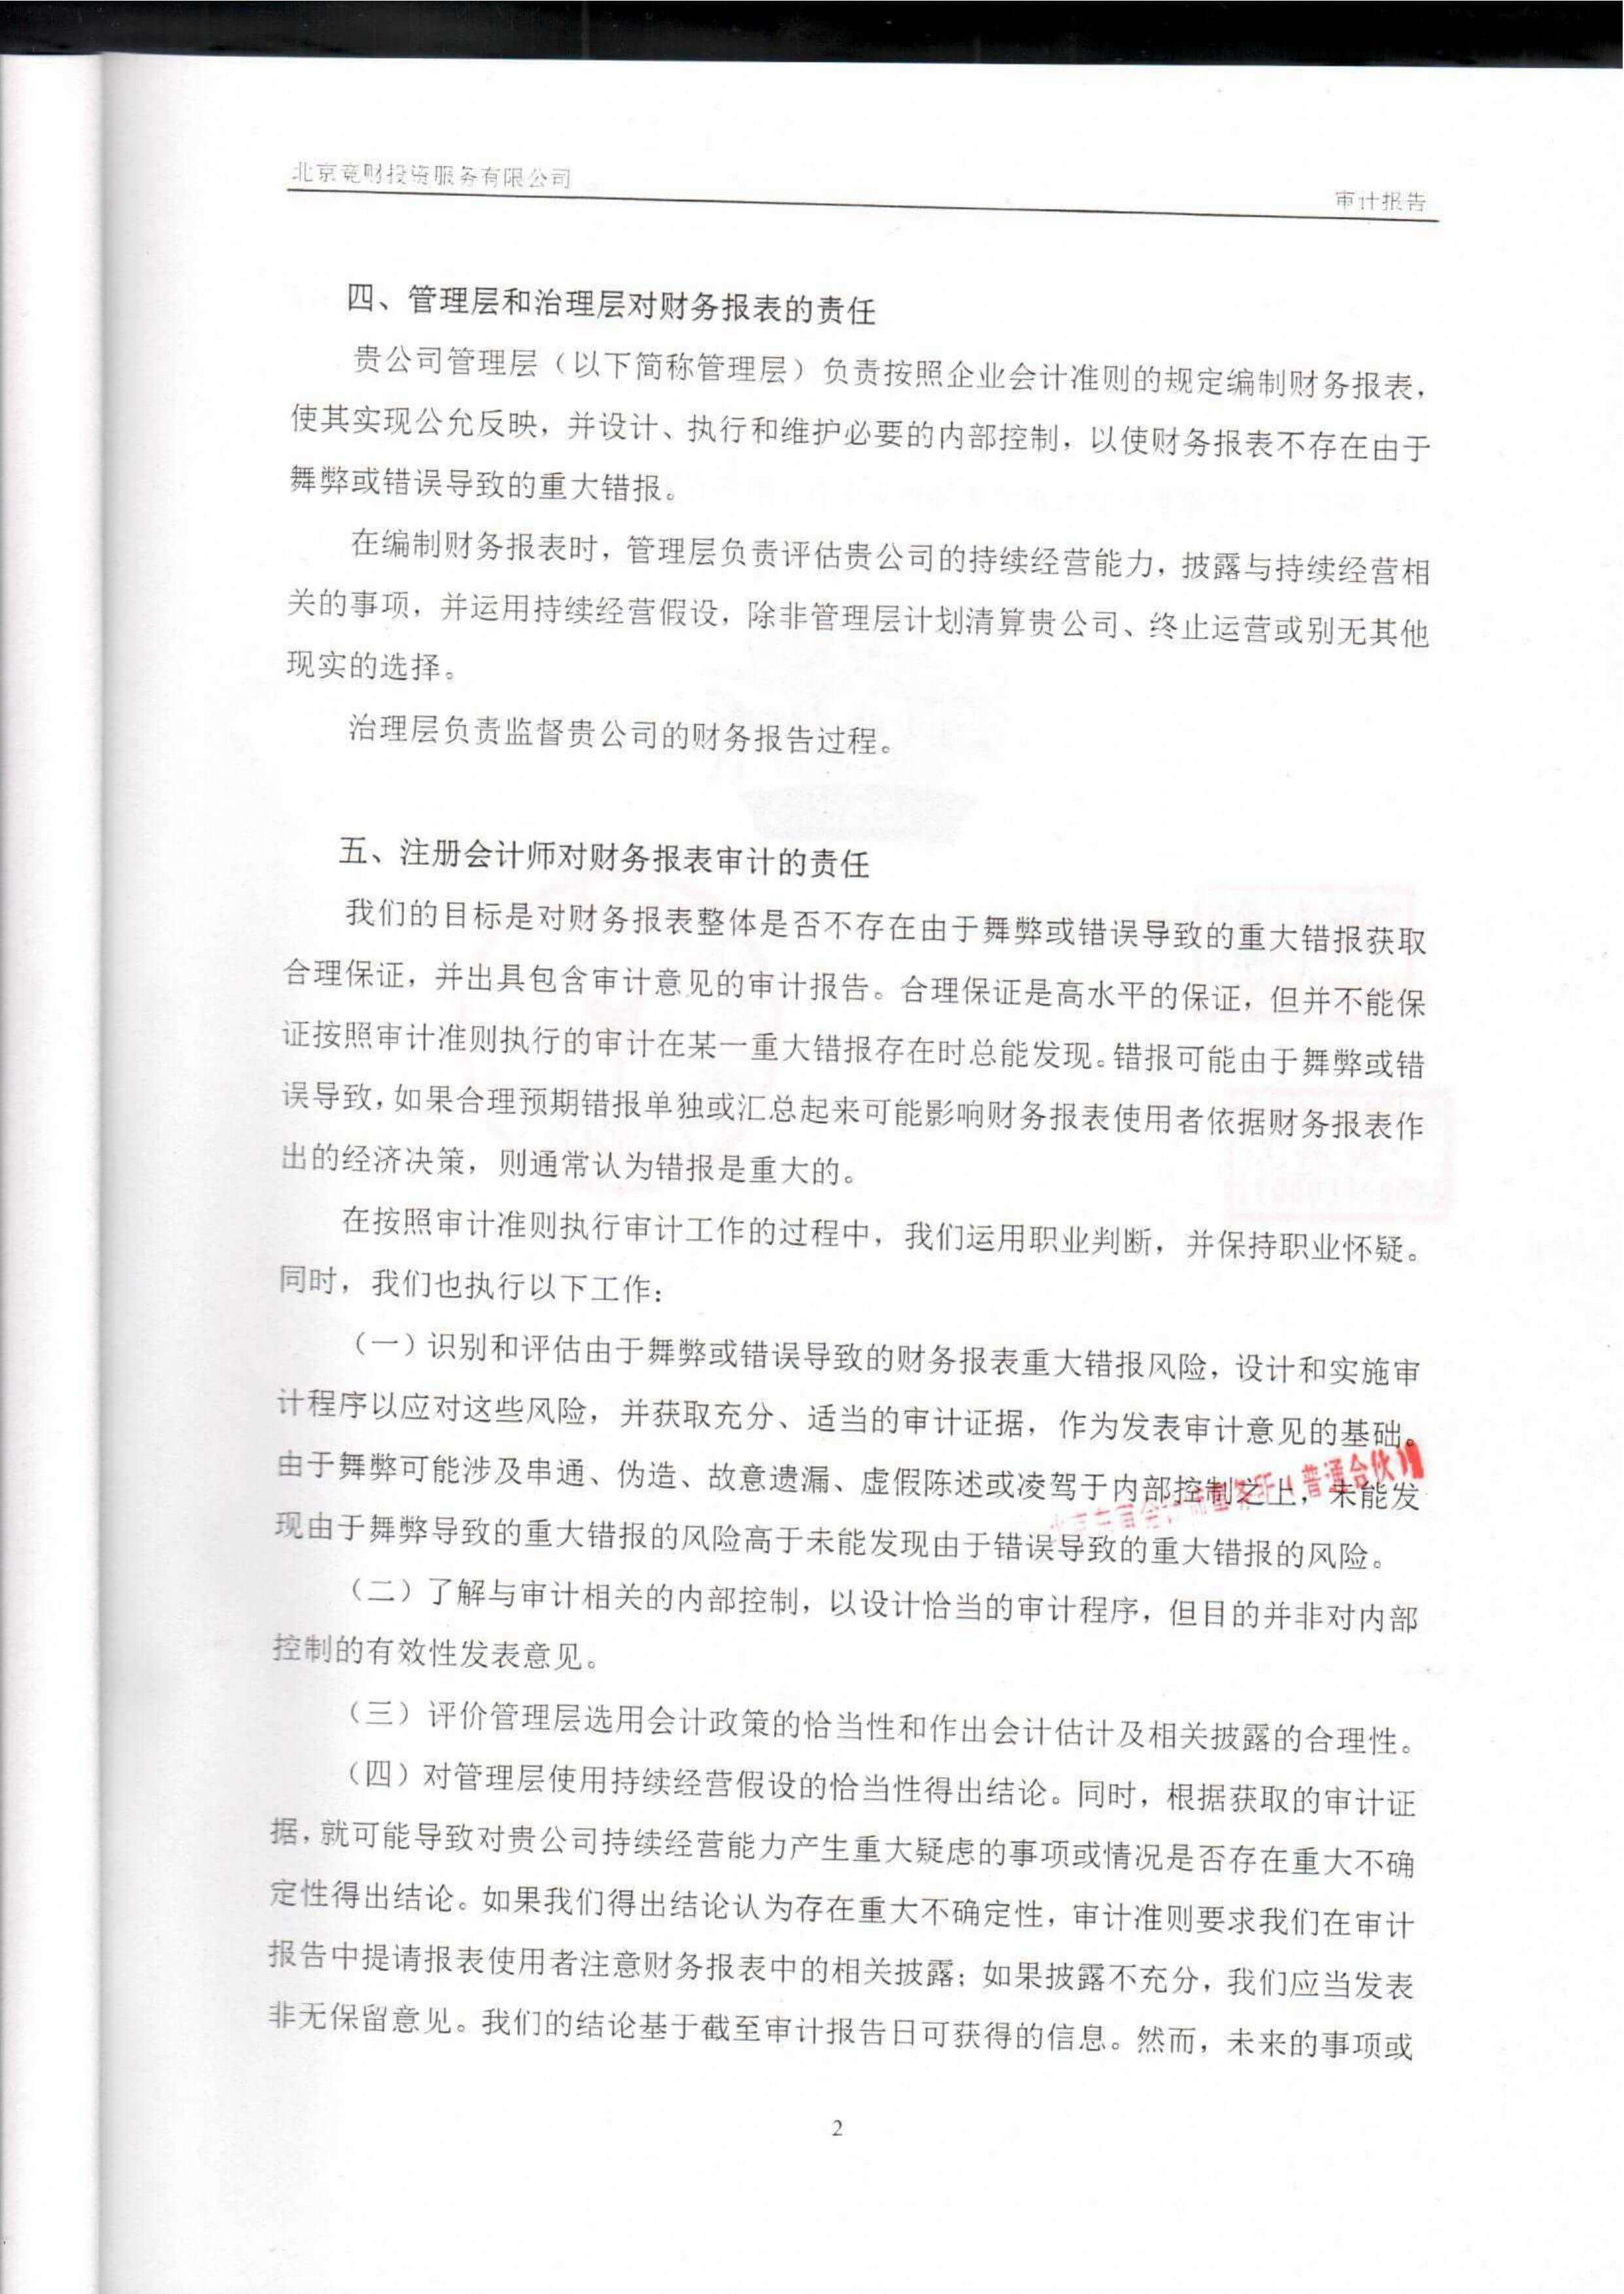 北京竞财投资服务有限公司
审计报告
四、管理层和治理层对财务报表的责任
贵公司管理层（以下简称管理层）负责按照企业会计准则的规定编制财务报表，
使其实现公允反映，并设计、执行和维护必要的内部控制，以使财务报表不存在由于
舞弊或错误导致的重大错报。
在编制财务报表时，管理层负责评估贵公司的持续经营能力，披露与持续经营相
关的事项，并运用持续经营假设，除非管理层计划清算贵公司、终止运营或别无其他
现实的选择。
治理层负责监督贵公司的财务报告过程。
五、注册会计师对财务报表审计的责任
我们的目标是对财务报表整体是否不存在由于舞弊或错误导致的重大错报获取
合理保证，并出具包含审计意见的审计报告。合理保证是高水平的保证，但并不能保
证按照审计准则执行的审计在某一重大错报存在时总能发现。错报可能由于舞弊或错
误导致，如果合理预期错报单独或汇总起来可能影响财务报表使用者依据财务报表作
出的经济决策，则通常认为错报是重大的。
在按照审计准则执行审计工作的过程中，我们运用职业判断，并保持职业怀疑。
同时，我们也执行以下工作：
（一）识别和评估由于舞弊或错误导致的财务报表重大错报风险，设计和实施审
计程序以应对这些风险，并获取充分、适当的审计证据，作为发表审计意见的基础。
由于舞弊可能涉及串通、伪造、故意遗漏、虚假陈述或凌驾于内部控制之上，未能发
现由于舞弊导致的重大错报的风险高于未能发现由于错误导致的重大错报的风险。
事务所（普通合伙）
（二）了解与审计相关的内部控制，以设计恰当的审计程序，但目的并非对内部
控制的有效性发表意见。
（三）评价管理层选用会计政策的恰当性和作出会计估计及相关披露的合理性。
（四）对管理层使用持续经营假设的恰当性得出结论。同时，根据获取的审计证
据，就可能导致对贵公司持续经营能力产生重大疑虑的事项或情况是否存在重大不确
定性得出结论。如果我们得出结论认为存在重大不确定性，审计准则要求我们在审计
报告中提请报表使用者注意财务报表中的相关披露；如果披露不充分，我们应当发表
非无保留意见。我们的结论基于截至审计报告日可获得的信息。然而，未来的事项或
2